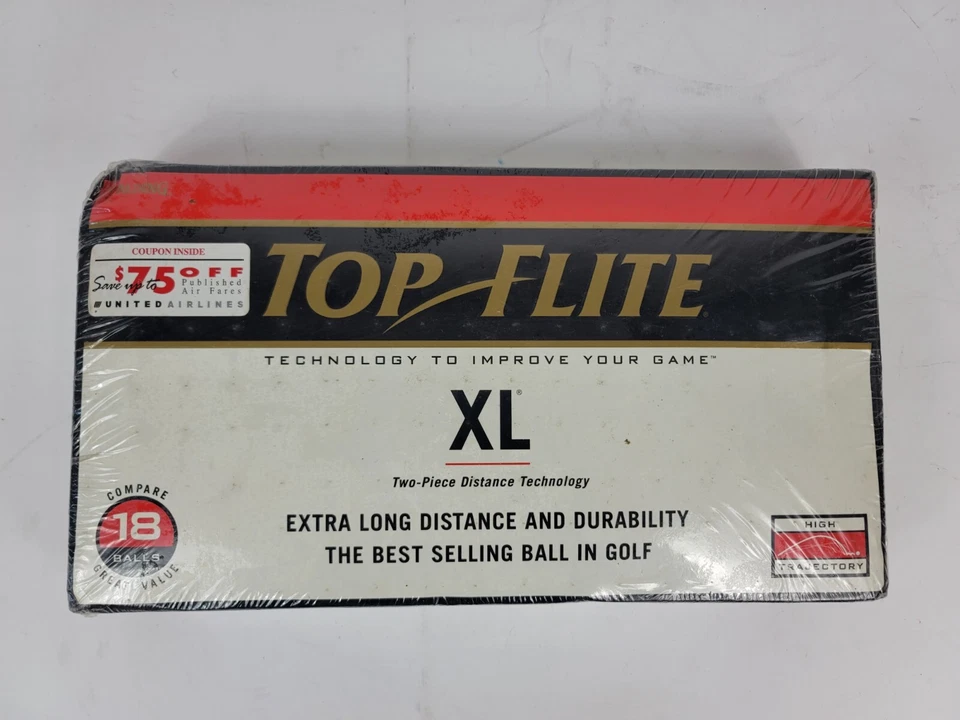 COUPON INSIDE
Save up to $75 OFF
Published
Air Fares
UNITED AIRLINES
TOP-FLITE
TECHNOLOGY TO IMPROVE YOUR GAME™
XL®
Two-Piece Distance Technology
EXTRA LONG DISTANCE AND DURABILITY
THE BEST SELLING BALL IN GOLF
COMPARE
18
BALLS
GREAT VALUE
HIGH
TRAJECTORY